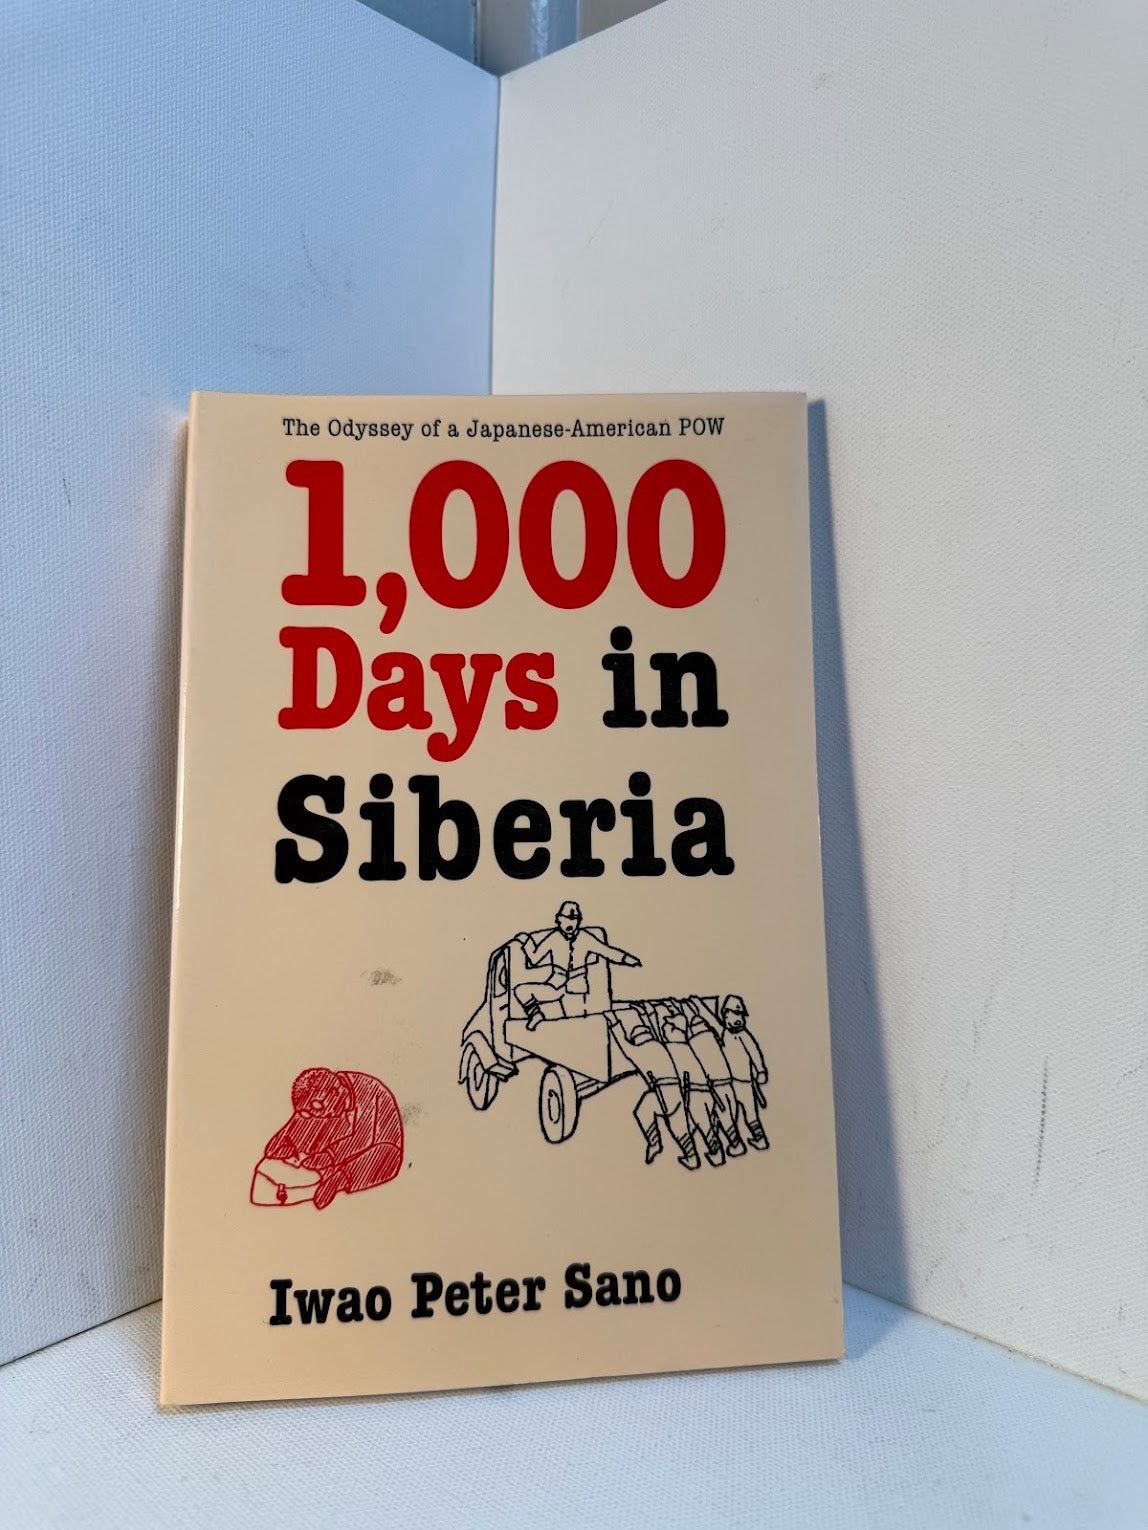 The Odyssey of a Japanese-American POW
1,000
Days in
Siberia
Iwao Peter Sano